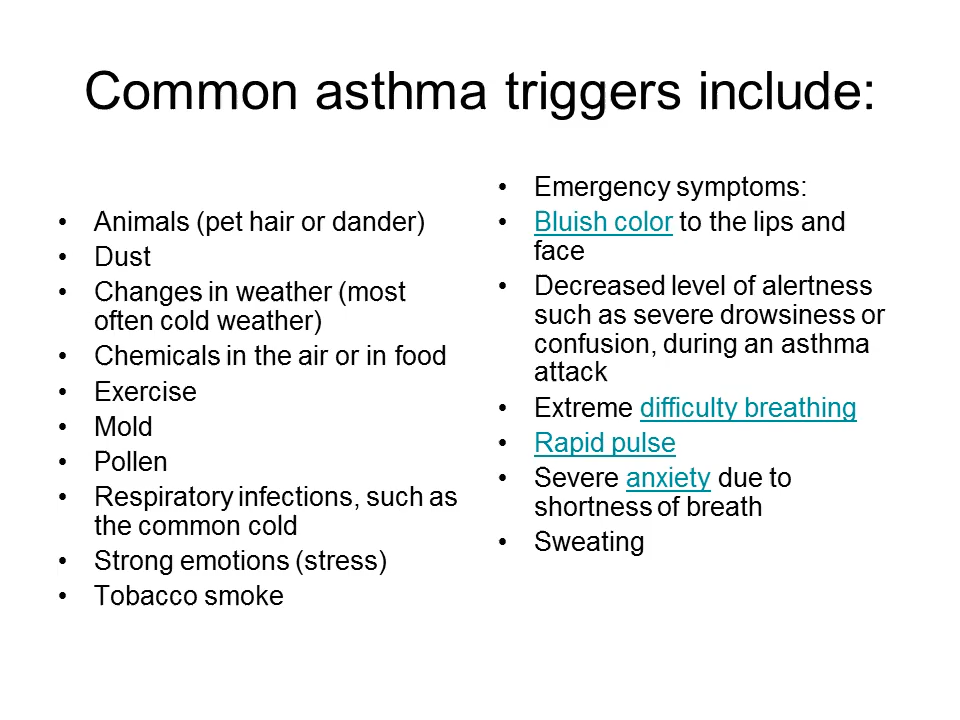 Common asthma triggers include:
• Animals (pet hair or dander)
• Dust
• Changes in weather (most
often cold weather)
• Chemicals in the air or in food
• Exercise
• Mold
• Pollen
• Respiratory infections, such as
the common cold
• Strong emotions (stress)
• Tobacco smoke
• Emergency symptoms:
• Bluish color to the lips and
face
• Decreased level of alertness
such as severe drowsiness or
confusion, during an asthma
attack
• Extreme difficulty breathing
• Rapid pulse
• Severe anxiety due to
shortness of breath
• Sweating